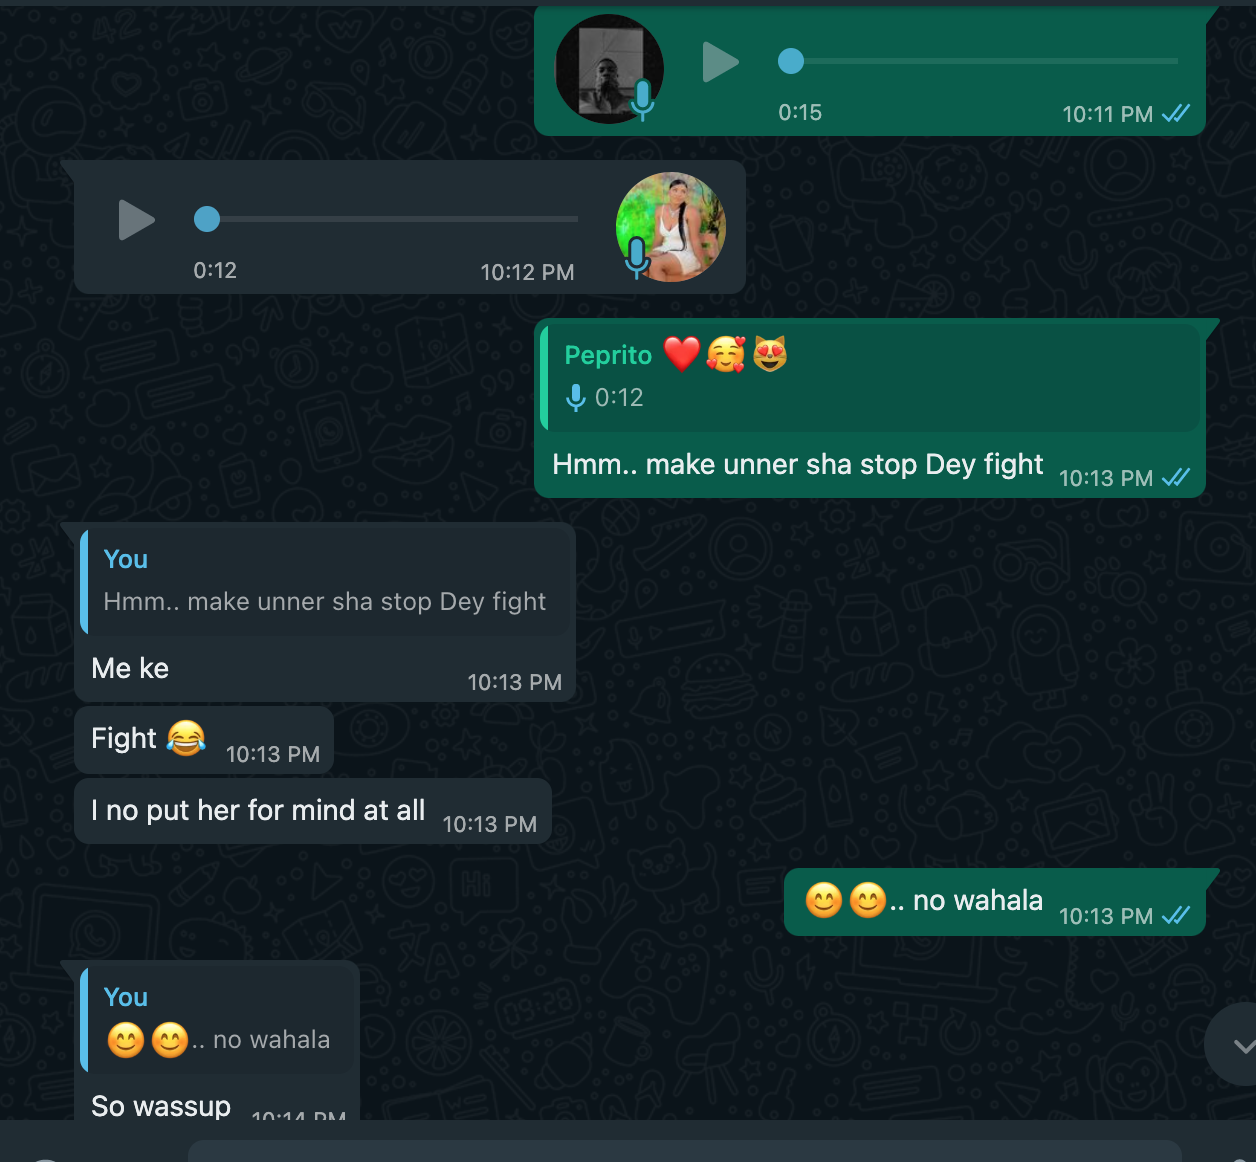 0:15 10:11 PM
0:12 10:12 PM
Peprito ❤️🥰😻
0:12
Hmm.. make unner sha stop Dey fight 10:13 PM
You
Hmm.. make unner sha stop Dey fight
Me ke 10:13 PM
Fight 😂 10:13 PM
I no put her for mind at all 10:13 PM
😊😊.. no wahala 10:13 PM
You
😊😊.. no wahala
So wassup 10:14 PM